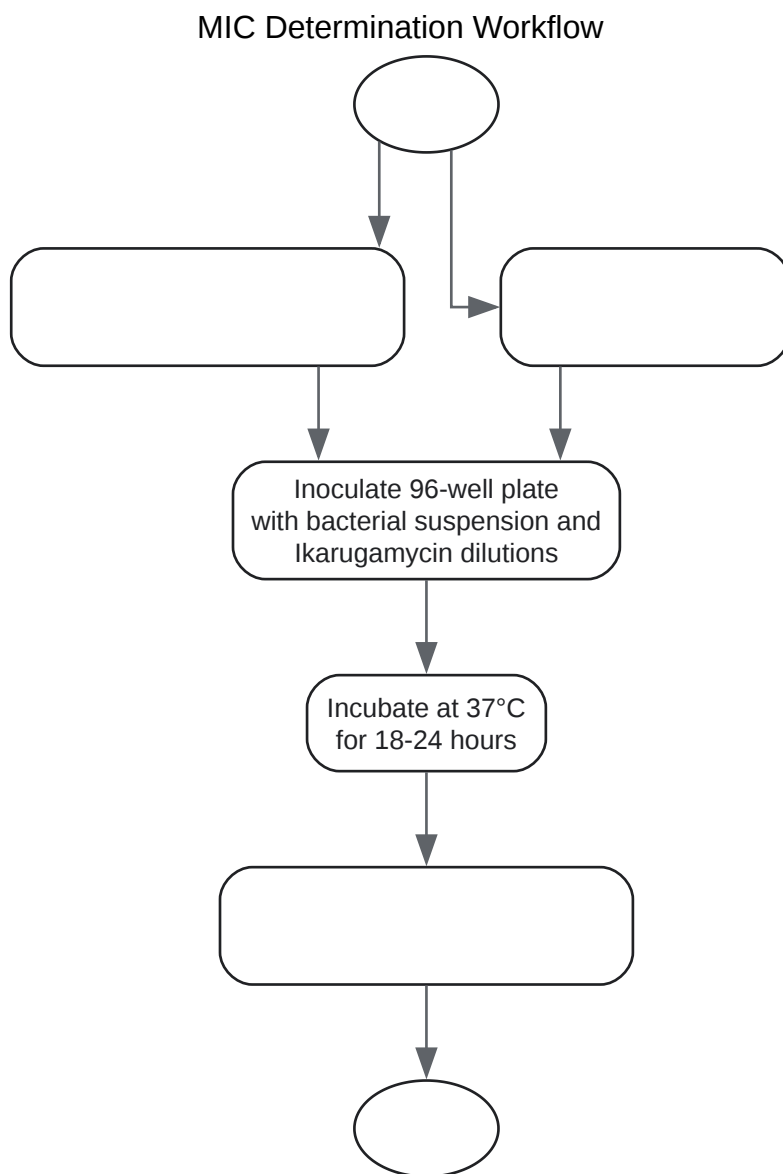 MIC Determination Workflow
Inoculate 96-well plate
with bacterial suspension and
Ikarugamycin dilutions
Incubate at 37°C
for 18-24 hours